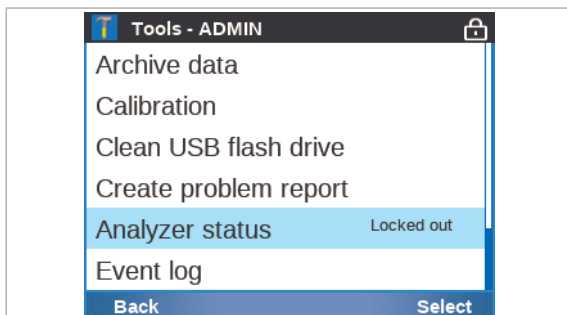 Tools - ADMIN
Archive data
Calibration
Clean USB flash drive
Create problem report
Analyzer status Locked out
Event log
Back Select